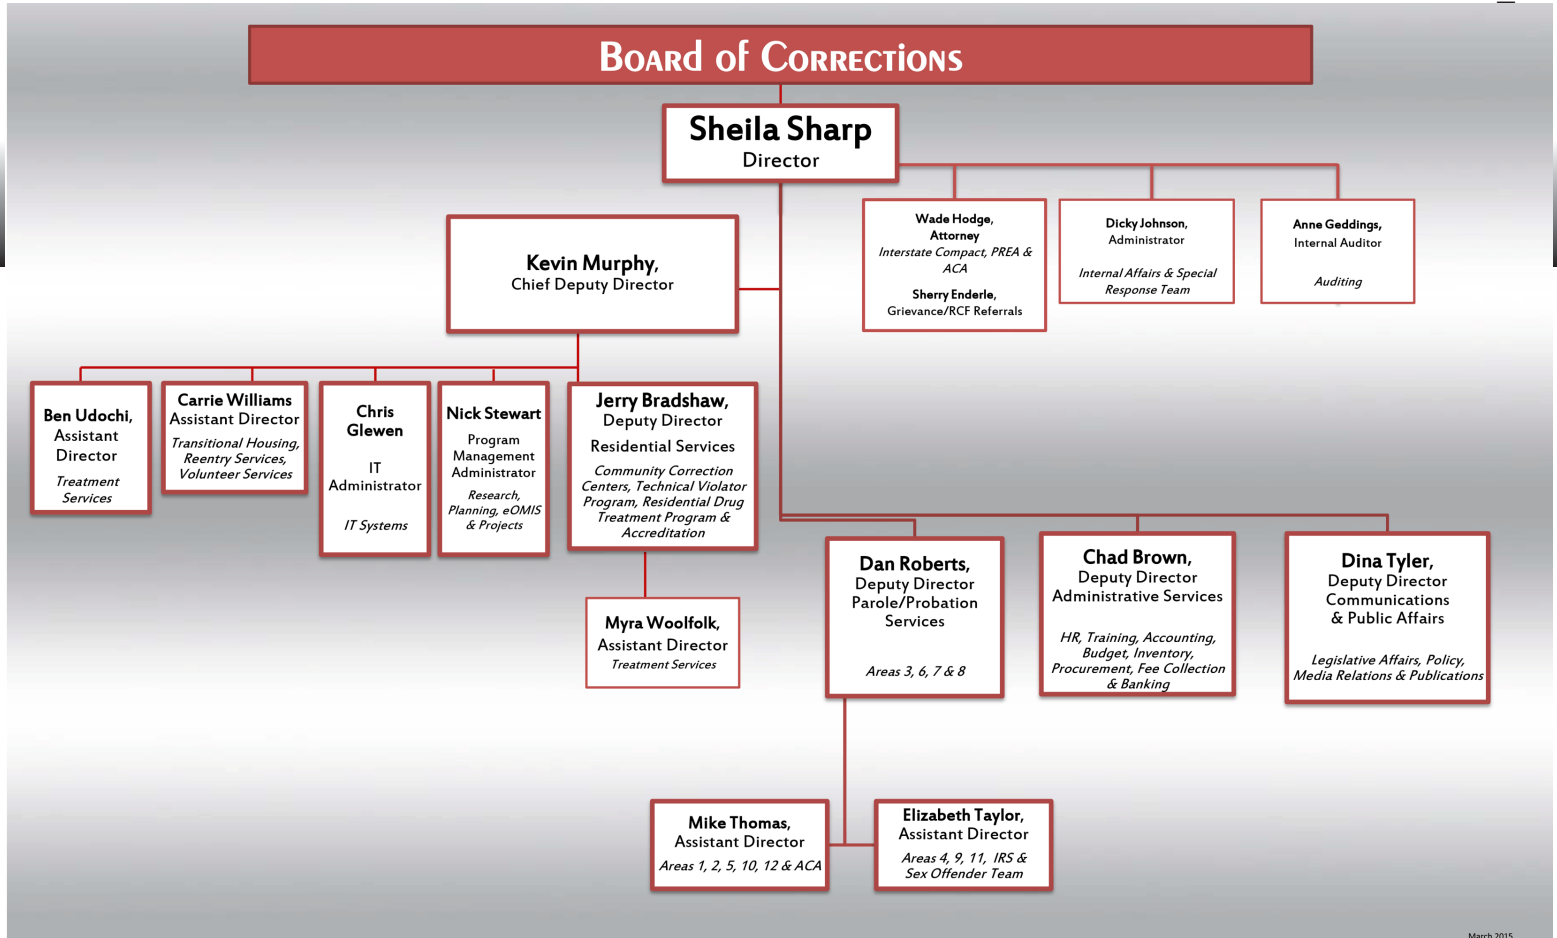 Board of Corrections
Sheila Sharp
Director
Wade Hodge,
Attorney
Interstate Compact, PREA &
ACA
Sherry Enderle,
Grievance/RCF Referrals
Dicky Johnson,
Administrator
Internal Affairs & Special
Response Team
Anne Geddings,
Internal Auditor
Auditing
Kevin Murphy,
Chief Deputy Director
Ben Udochi,
Assistant
Director
Treatment
Services
Carrie Williams
Assistant Director
Transitional Housing,
Reentry Services,
Volunteer Services
Chris
Glewen
IT
Administrator
IT Systems
Nick Stewart
Program
Management
Administrator
Research,
Planning, eOMIS
& Projects
Jerry Bradshaw,
Deputy Director
Residential Services
Community Correction
Centers, Technical Violator
Program, Residential Drug
Treatment Program &
Accreditation
Myra Woolfolk,
Assistant Director
Treatment Services
Dan Roberts,
Deputy Director
Parole/Probation
Services
Areas 3, 6, 7 & 8
Chad Brown,
Deputy Director
Administrative Services
HR, Training, Accounting,
Budget, Inventory,
Procurement, Fee Collection
& Banking
Dina Tyler,
Deputy Director
Communications
& Public Affairs
Legislative Affairs, Policy,
Media Relations & Publications
Mike Thomas,
Assistant Director
Areas 1, 2, 5, 10, 12 & ACA
Elizabeth Taylor,
Assistant Director
Areas 4, 9, 11, IRS &
Sex Offender Team
March 2015